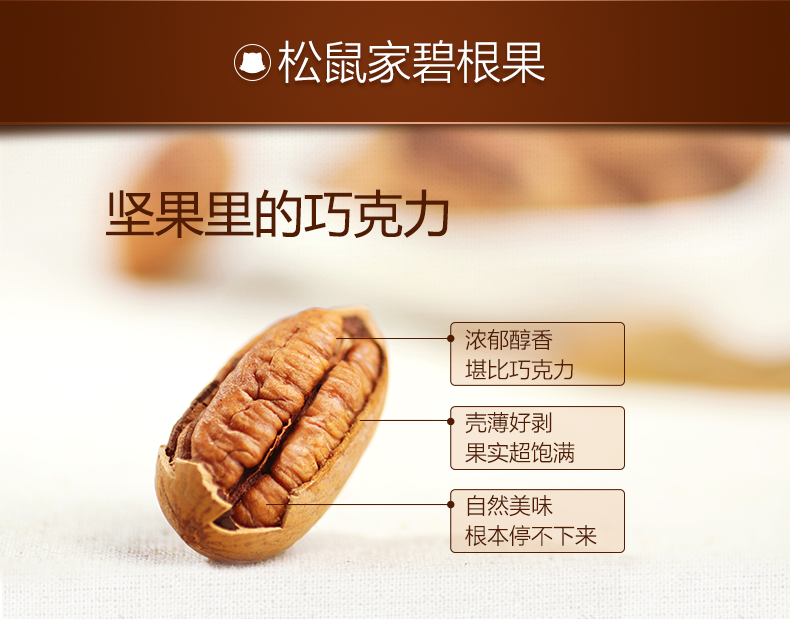 松鼠家碧根果
坚果里的巧克力
浓郁醇香
堪比巧克力
壳薄好剥
果实超饱满
自然美味
根本停不下来